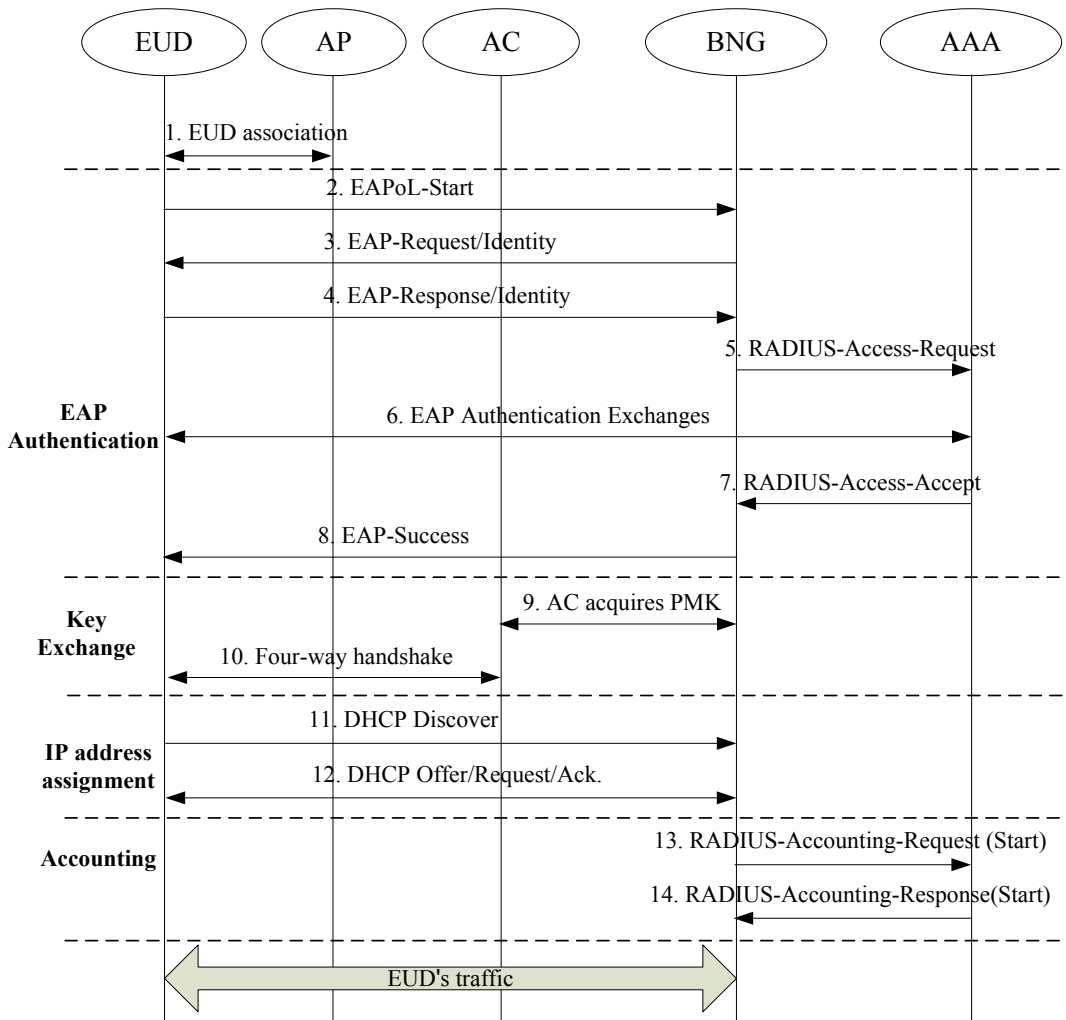 EUD AP AC BNG AAA
1. EUD association
2. EAPoL-Start
3. EAP-Request/Identity
4. EAP-Response/Identity
5. RADIUS-Access-Request
EAP
Authentication
6. EAP Authentication Exchanges
7. RADIUS-Access-Accept
8. EAP-Success
Key
Exchange
9. AC acquires PMK
10. Four-way handshake
11. DHCP Discover
IP address
assignment
12. DHCP Offer/Request/Ack.
Accounting
13. RADIUS-Accounting-Request (Start)
14. RADIUS-Accounting-Response(Start)
EUD's traffic